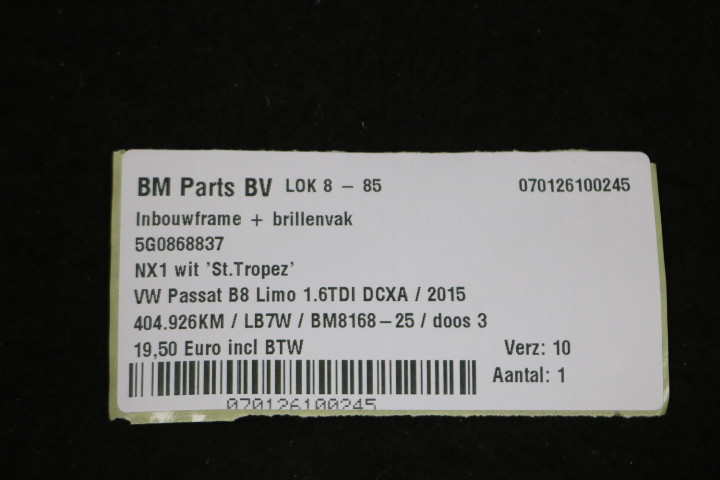 BM Parts BV LOK 8 – 85 070126100245
Inbouwframe + brillenvak
5G0868837
NX1 wit 'St.Tropez'
VW Passat B8 Limo 1.6TDI DCXA / 2015
404.926KM / LB7W / BM8168–25 / doos 3
19,50 Euro incl BTW Verz: 10
Aantal: 1
070126100245